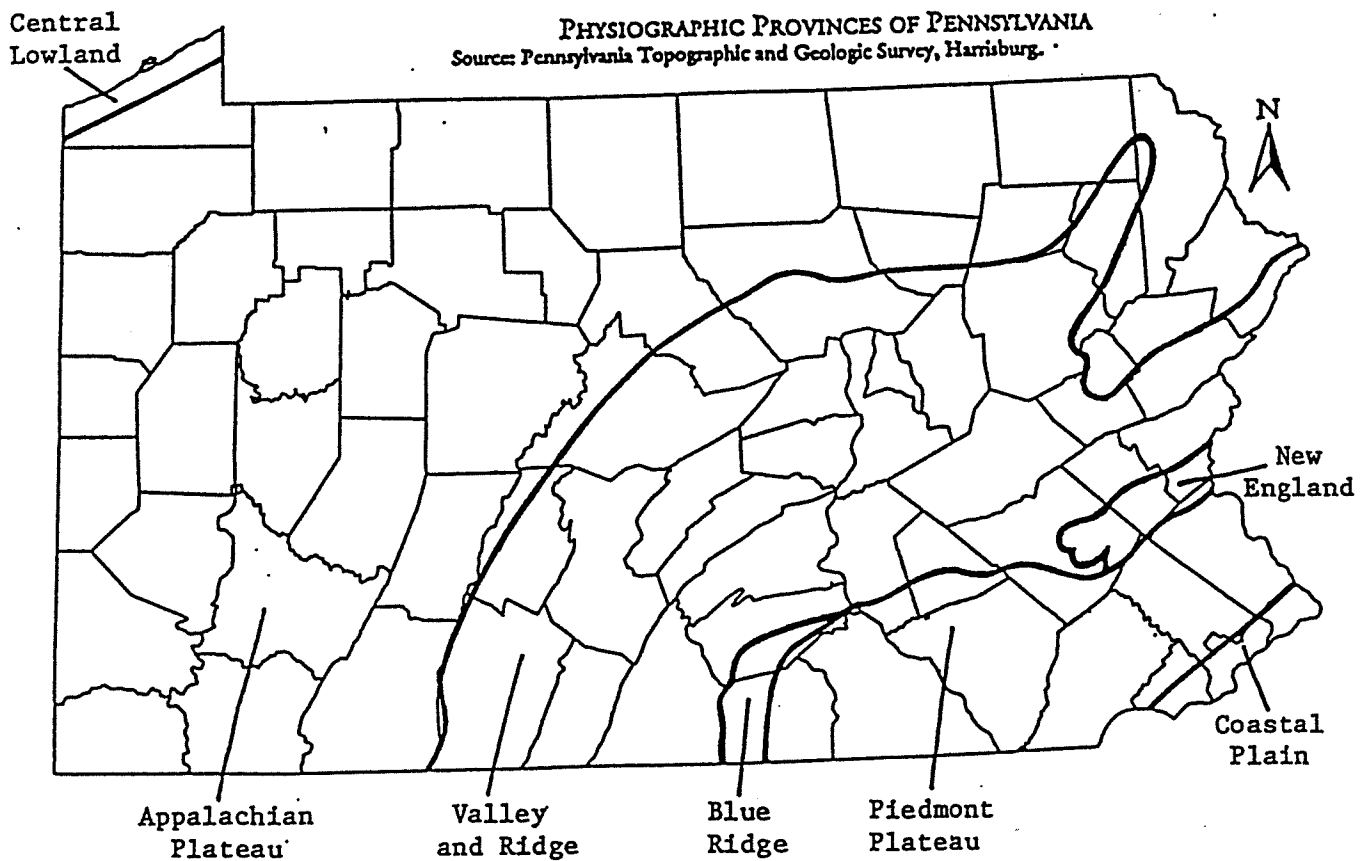 Central
Lowland
PHYSIOGRAPHIC PROVINCES OF PENNSYLVANIA
Source: Pennsylvania Topographic and Geologic Survey, Harrisburg.
N
New
England
Coastal
Plain
Appalachian
Plateau
Valley
and Ridge
Blue
Ridge
Piedmont
Plateau